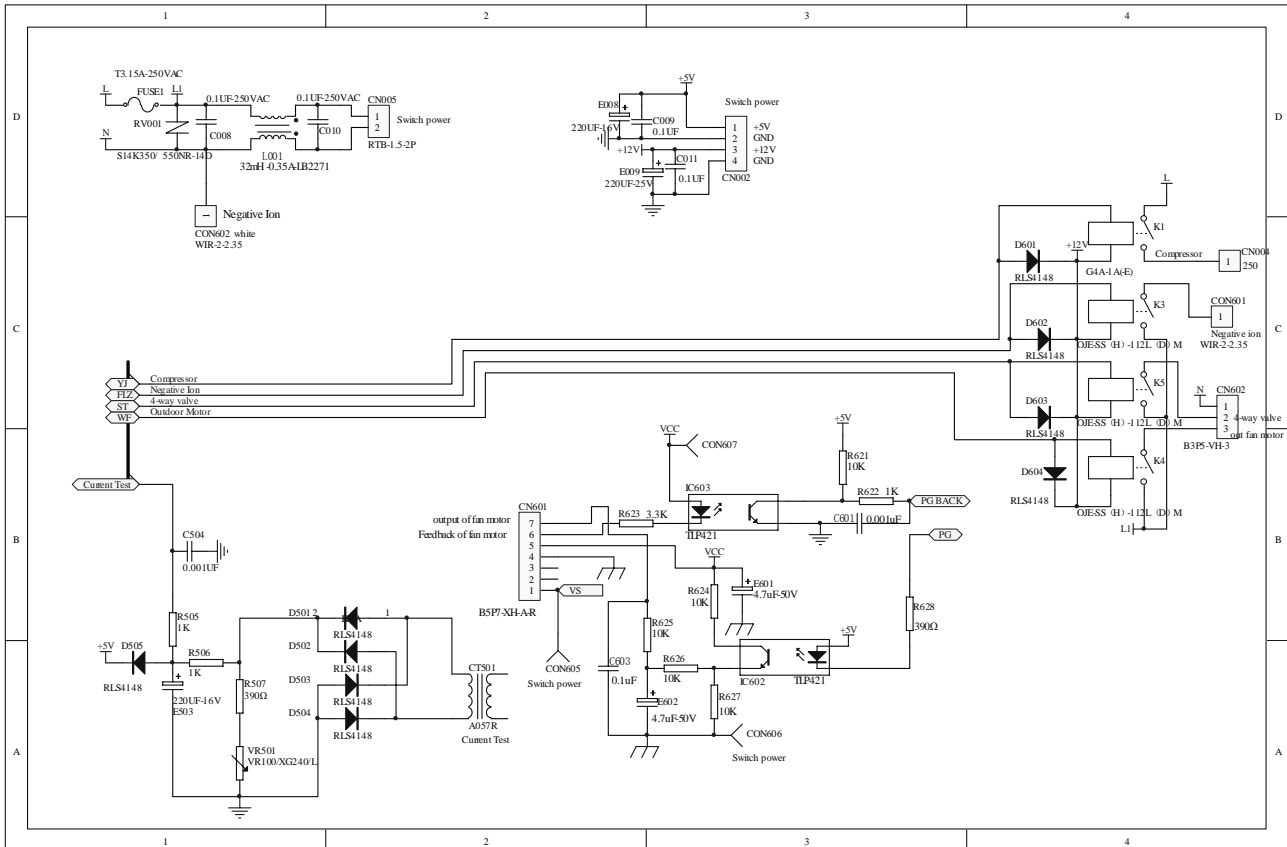 1 2 3 4
D
C
B
A
D
C
B
A
T3.15A-250VAC
L
FUSE1
L1
0.1UF-250VAC
0.1UF-250VAC
CN005
1
2
Switch power
RTB-1.5-2P
RV001
C008
C010
N
S14K350/ 550NR-14D
L001
32mH -0.35A-LB2271
1
Negative Ion
CON602 white
WIR-2-2.35
+5V
Switch power
E008
C009
220UF-16V
0.1UF
1 +5V
2 GND
3 +12V
4 GND
+12V
CN002
E009
C011
220UF-25V
0.1UF
L
K1
D601
+12V
RLS4148
G4A-1A(-E)
Compressor
1
CN004
250
K3
CON601
1
D602
RLS4148
Negative ion
WIR-2-2.35
OJE-SS (H) -112L (D) M
K5
N
CN602
1
2
3
4-way valve
out fan motor
B3P5-VH-3
D603
RLS4148
OJE-SS (H) -112L (D) M
K4
D604
RLS4148
OJE-SS (H) -112L (D) M
L1
YJ Compressor
FLZ Negative Ion
ST 4-way valve
WF Outdoor Motor
Current Test
C504
0.001UF
R505
1K
+5V
D505
RLS4148
R506
1K
220UF-16V
E503
R507
390Ω
VR501
VR100/XG240/L
D501 2 1
RLS4148
D502
RLS4148
D503
RLS4148
D504
RLS4148
CT501
A057R
Current Test
CN601
output of fan motor
Feedback of fan motor
7
6
5
4
3
2
1
B5P7-XH-A-R
VS
CON605
Switch power
VCC
CON607
IC603
R623 3.3K
TLP421
+5V
R621
10K
R622 1K
PG BACK
C601
0.001uF
PG
VCC
R624
10K
E601
4.7uF-50V
R625
10K
R628
390Ω
+5V
C603
0.1uF
R626
10K
IC602
TLP421
E602
4.7uF-50V
R627
10K
CON606
Switch power
1 2 3 4